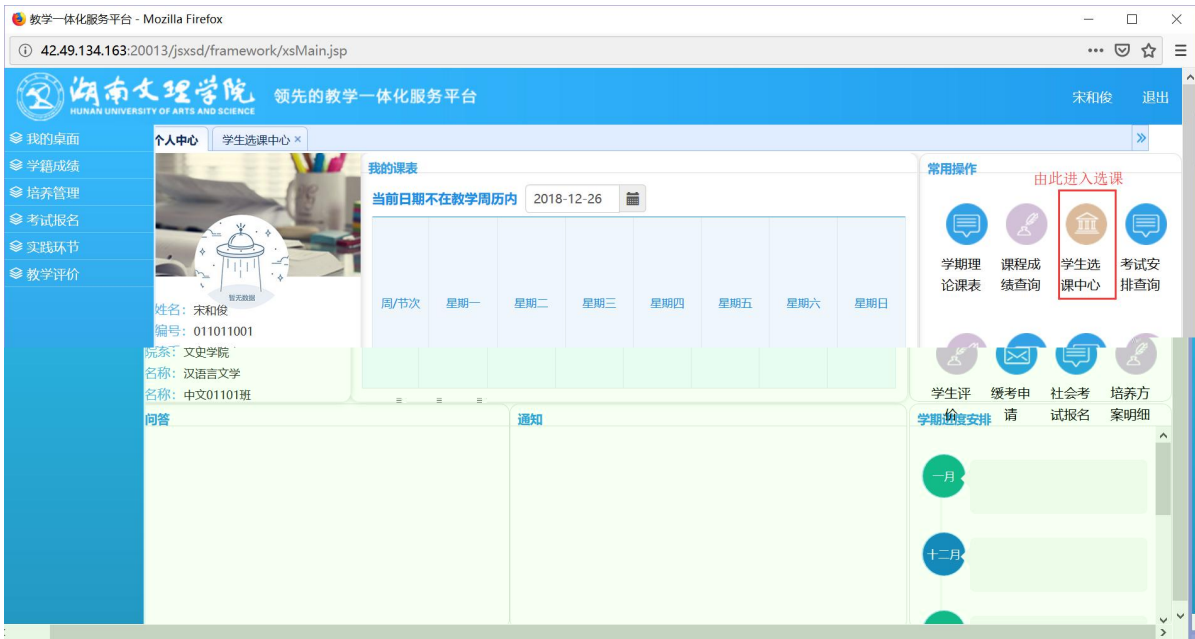 教学一体化服务平台 - Mozilla Firefox
42.49.134.163:20013/jsxsd/framework/xsMain.jsp
湖南文理学院
HUNAN UNIVERSITY OF ARTS AND SCIENCE
领先的教学一体化服务平台
宋和俊 退出
我的桌面
学籍成绩
培养管理
考试报名
实践环节
教学评价
个人中心 学生选课中心 ×
暂无数据
姓名：宋和俊
编号：011011001
院系：文史学院
名称：汉语言文学
名称：中文01101班
我的课表
当前日期不在教学周历内 2018-12-26
周/节次 星期一 星期二 星期三 星期四 星期五 星期六 星期日
常用操作
由此进入选课
学期理论课表
课程成绩查询
学生选课中心
考试安排查询
学生评价
缓考申请
社会考试报名
培养方案明细
问答
通知
学期进度安排
一月
十二月